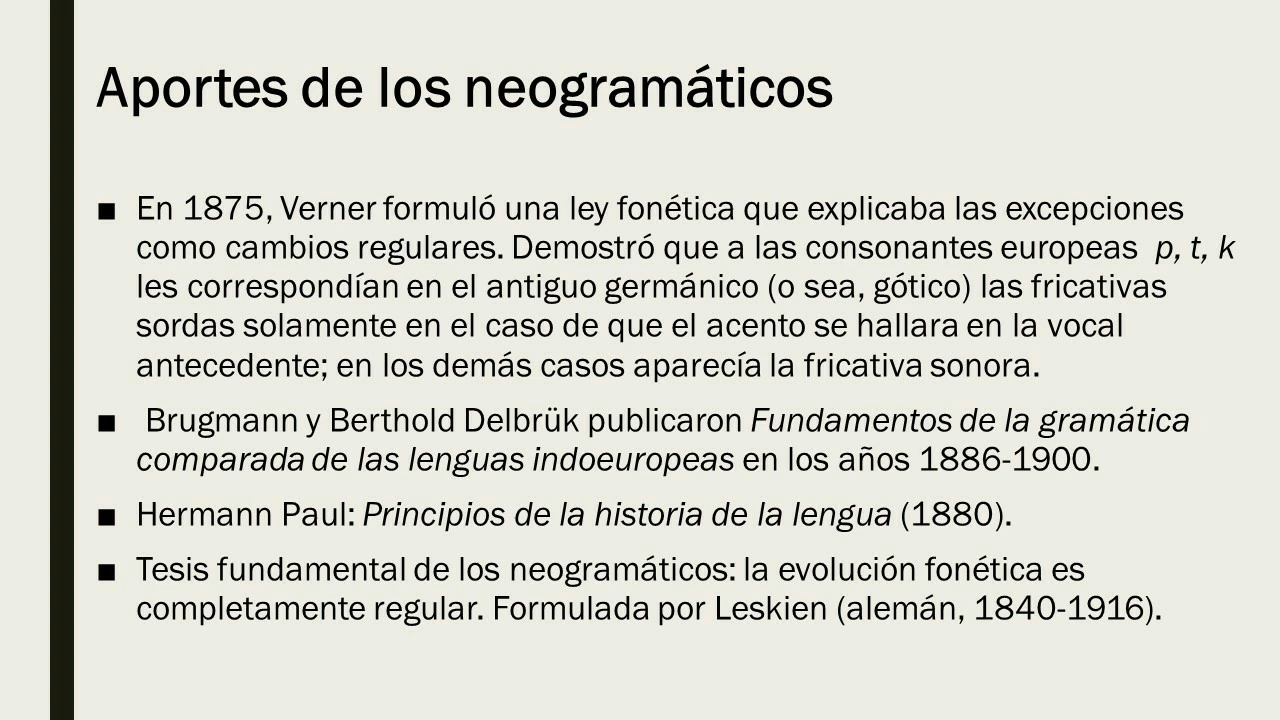 Aportes de los neogramáticos
■ En 1875, Verner formuló una ley fonética que explicaba las excepciones
como cambios regulares. Demostró que a las consonantes europeas p, t, k
les correspondían en el antiguo germánico (o sea, gótico) las fricativas
sordas solamente en el caso de que el acento se hallara en la vocal
antecedente; en los demás casos aparecía la fricativa sonora.
■ Brugmann y Berthold Delbrük publicaron Fundamentos de la gramática
comparada de las lenguas indoeuropeas en los años 1886-1900.
■ Hermann Paul: Principios de la historia de la lengua (1880).
■ Tesis fundamental de los neogramáticos: la evolución fonética es
completamente regular. Formulada por Leskien (alemán, 1840-1916).